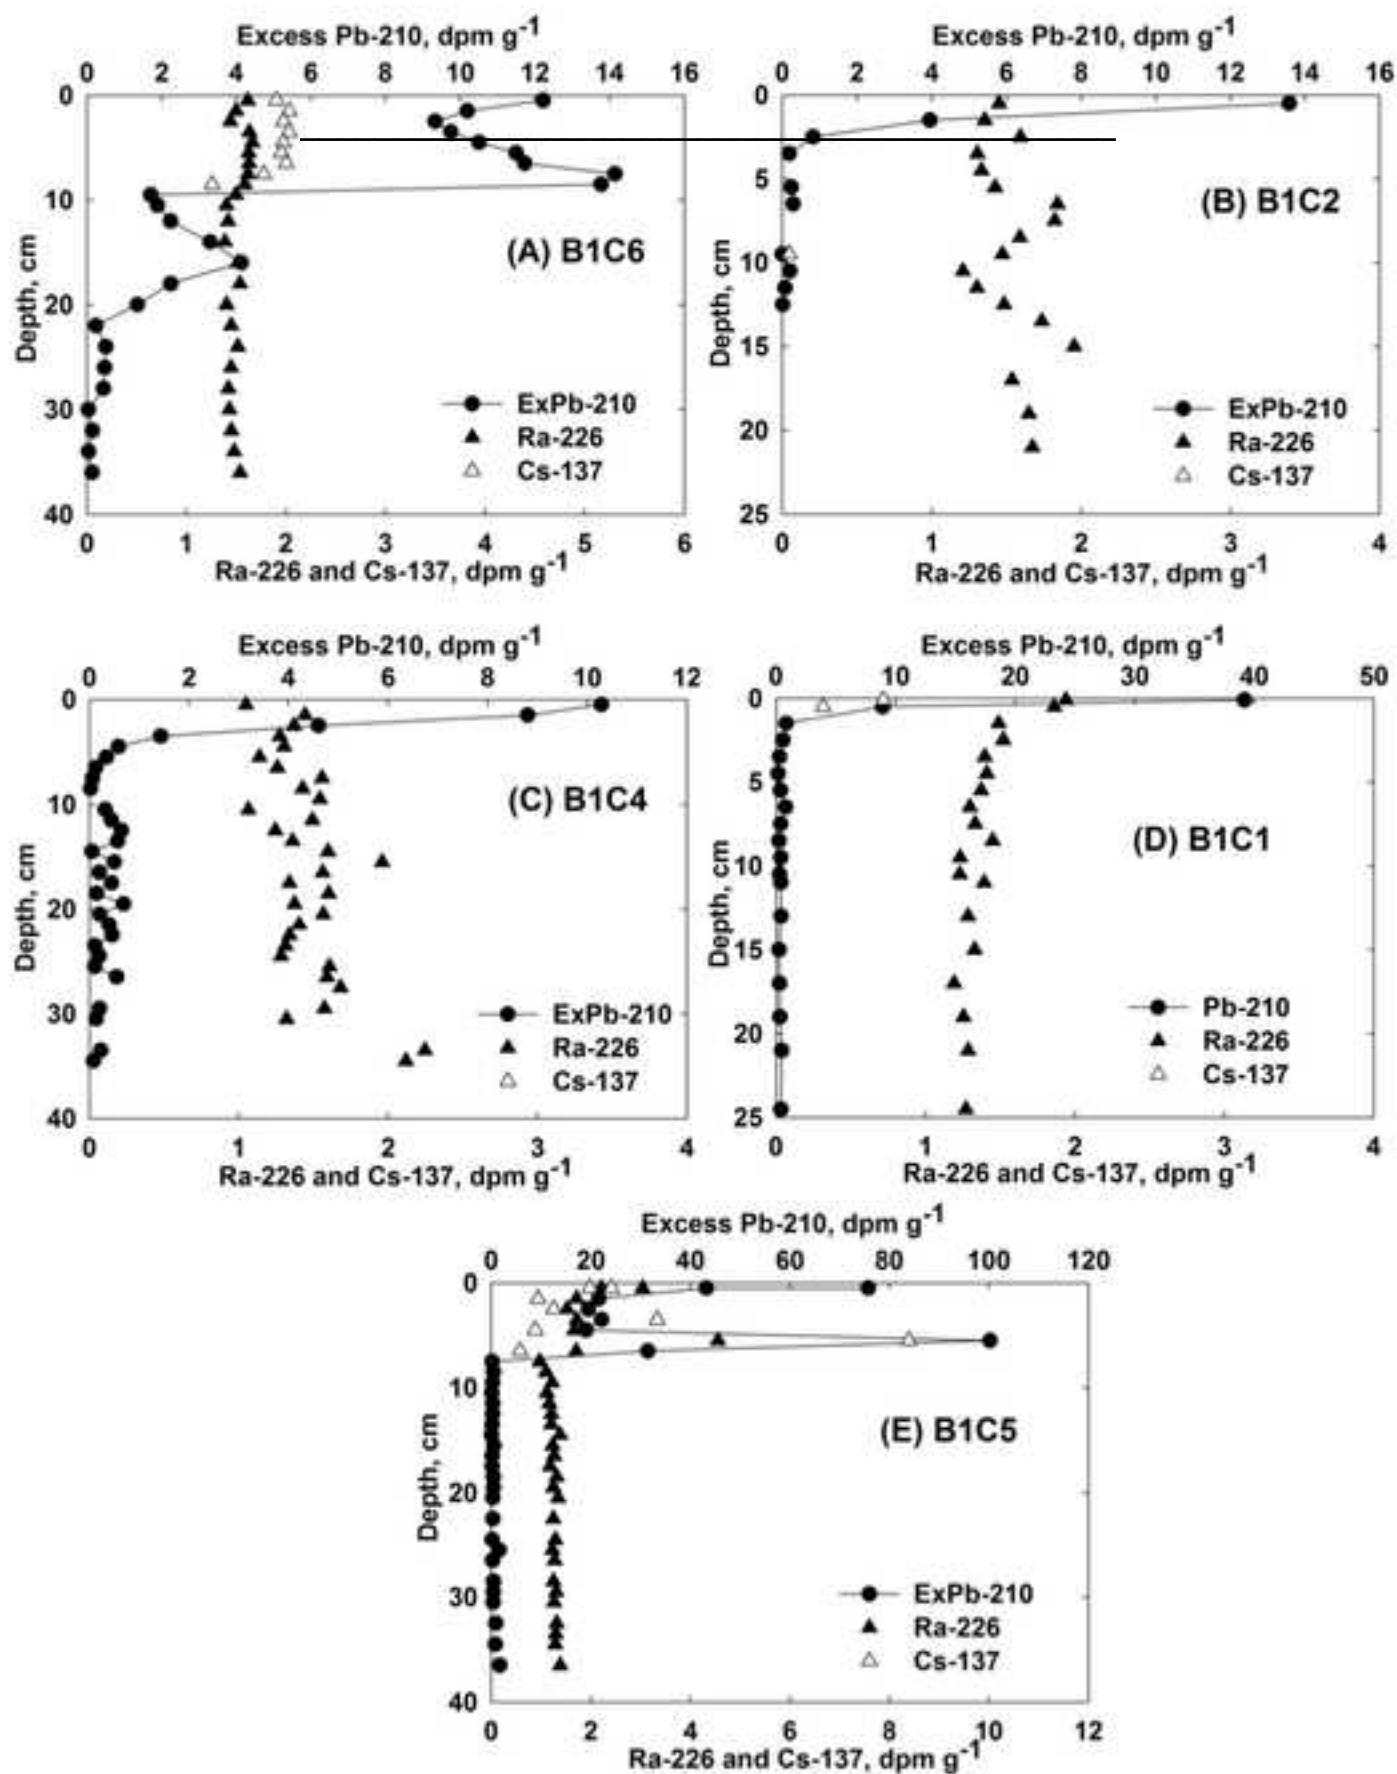 Excess Pb-210, dpm g-1
0 2 4 6 8 10 12 14 16
0
10
20
30
40
Depth, cm
(A) B1C6
ExPb-210
Ra-226
Cs-137
0 1 2 3 4 5 6
Ra-226 and Cs-137, dpm g-1
Excess Pb-210, dpm g-1
0 2 4 6 8 10 12 14 16
0
5
10
15
20
25
Depth, cm
(B) B1C2
ExPb-210
Ra-226
Cs-137
0 1 2 3 4
Ra-226 and Cs-137, dpm g-1
Excess Pb-210, dpm g-1
0 2 4 6 8 10 12
0
10
20
30
40
Depth, cm
(C) B1C4
ExPb-210
Ra-226
Cs-137
0 1 2 3 4
Ra-226 and Cs-137, dpm g-1
Excess Pb-210, dpm g-1
0 10 20 30 40 50
0
5
10
15
20
25
Depth, cm
(D) B1C1
Pb-210
Ra-226
Cs-137
0 1 2 3 4
Ra-226 and Cs-137, dpm g-1
Excess Pb-210, dpm g-1
0 20 40 60 80 100 120
0
10
20
30
40
Depth, cm
(E) B1C5
ExPb-210
Ra-226
Cs-137
0 2 4 6 8 10 12
Ra-226 and Cs-137, dpm g-1